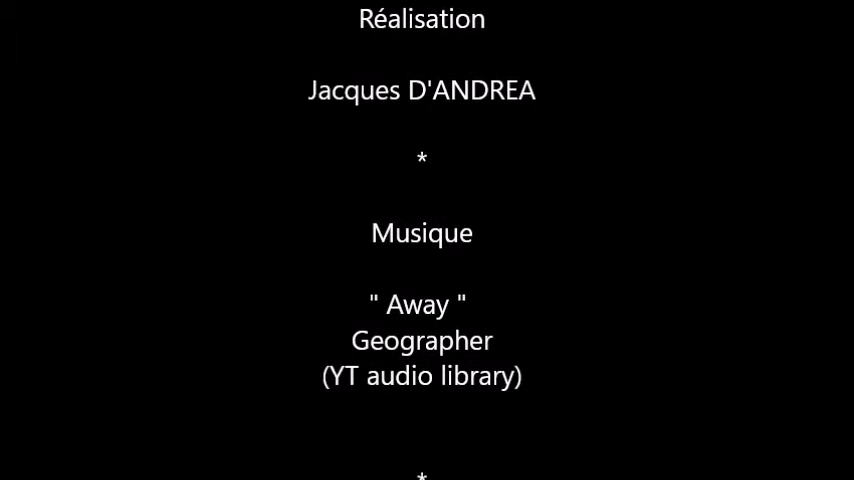 Réalisation
Jacques D'ANDREA
*
Musique
" Away "
Geographer
(YT audio library)
*